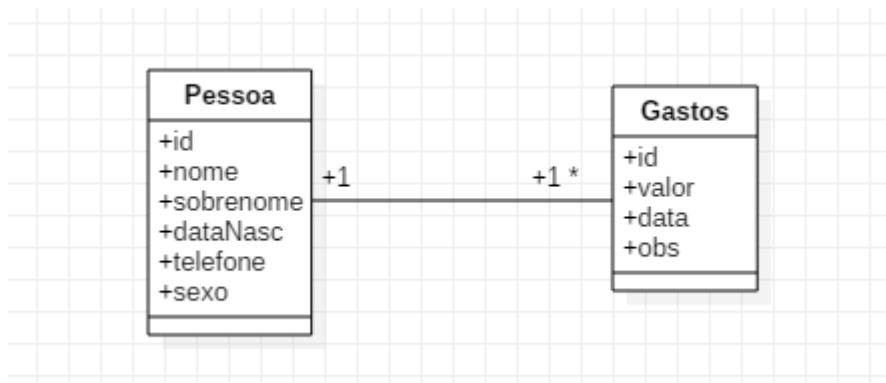 Pessoa
+id
+nome
+sobrenome
+dataNasc
+telefone
+sexo
+1
+1 *
Gastos
+id
+valor
+data
+obs